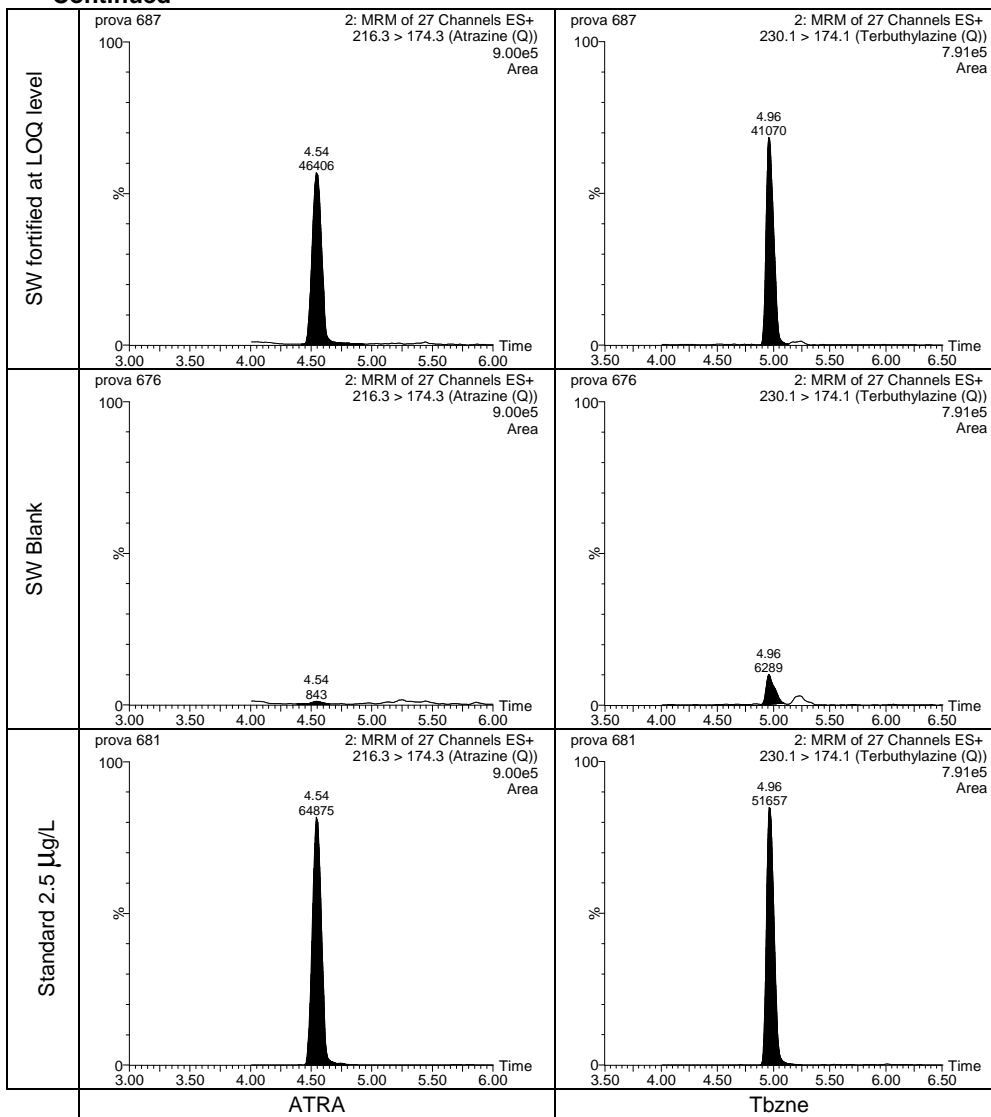 Continued
SW fortified at LOQ level
prova 687
2: MRM of 27 Channels ES+
216.3 > 174.3 (Atrazine (Q))
9.00e5
Area
100
%
0
4.54
46406
3.00 3.50 4.00 4.50 5.00 5.50 6.00
Time
prova 687
2: MRM of 27 Channels ES+
230.1 > 174.1 (Terbuthylazine (Q))
7.91e5
Area
100
%
0
4.96
41070
3.50 4.00 4.50 5.00 5.50 6.00 6.50
Time
SW Blank
prova 676
2: MRM of 27 Channels ES+
216.3 > 174.3 (Atrazine (Q))
9.00e5
Area
100
%
0
4.54
843
3.00 3.50 4.00 4.50 5.00 5.50 6.00
Time
prova 676
2: MRM of 27 Channels ES+
230.1 > 174.1 (Terbuthylazine (Q))
7.91e5
Area
100
%
0
4.96
6289
3.50 4.00 4.50 5.00 5.50 6.00 6.50
Time
Standard 2.5 µg/L
prova 681
2: MRM of 27 Channels ES+
216.3 > 174.3 (Atrazine (Q))
9.00e5
Area
100
%
0
4.54
64875
3.00 3.50 4.00 4.50 5.00 5.50 6.00
Time
prova 681
2: MRM of 27 Channels ES+
230.1 > 174.1 (Terbuthylazine (Q))
7.91e5
Area
100
%
0
4.96
51657
3.50 4.00 4.50 5.00 5.50 6.00 6.50
Time
ATRA
Tbzne